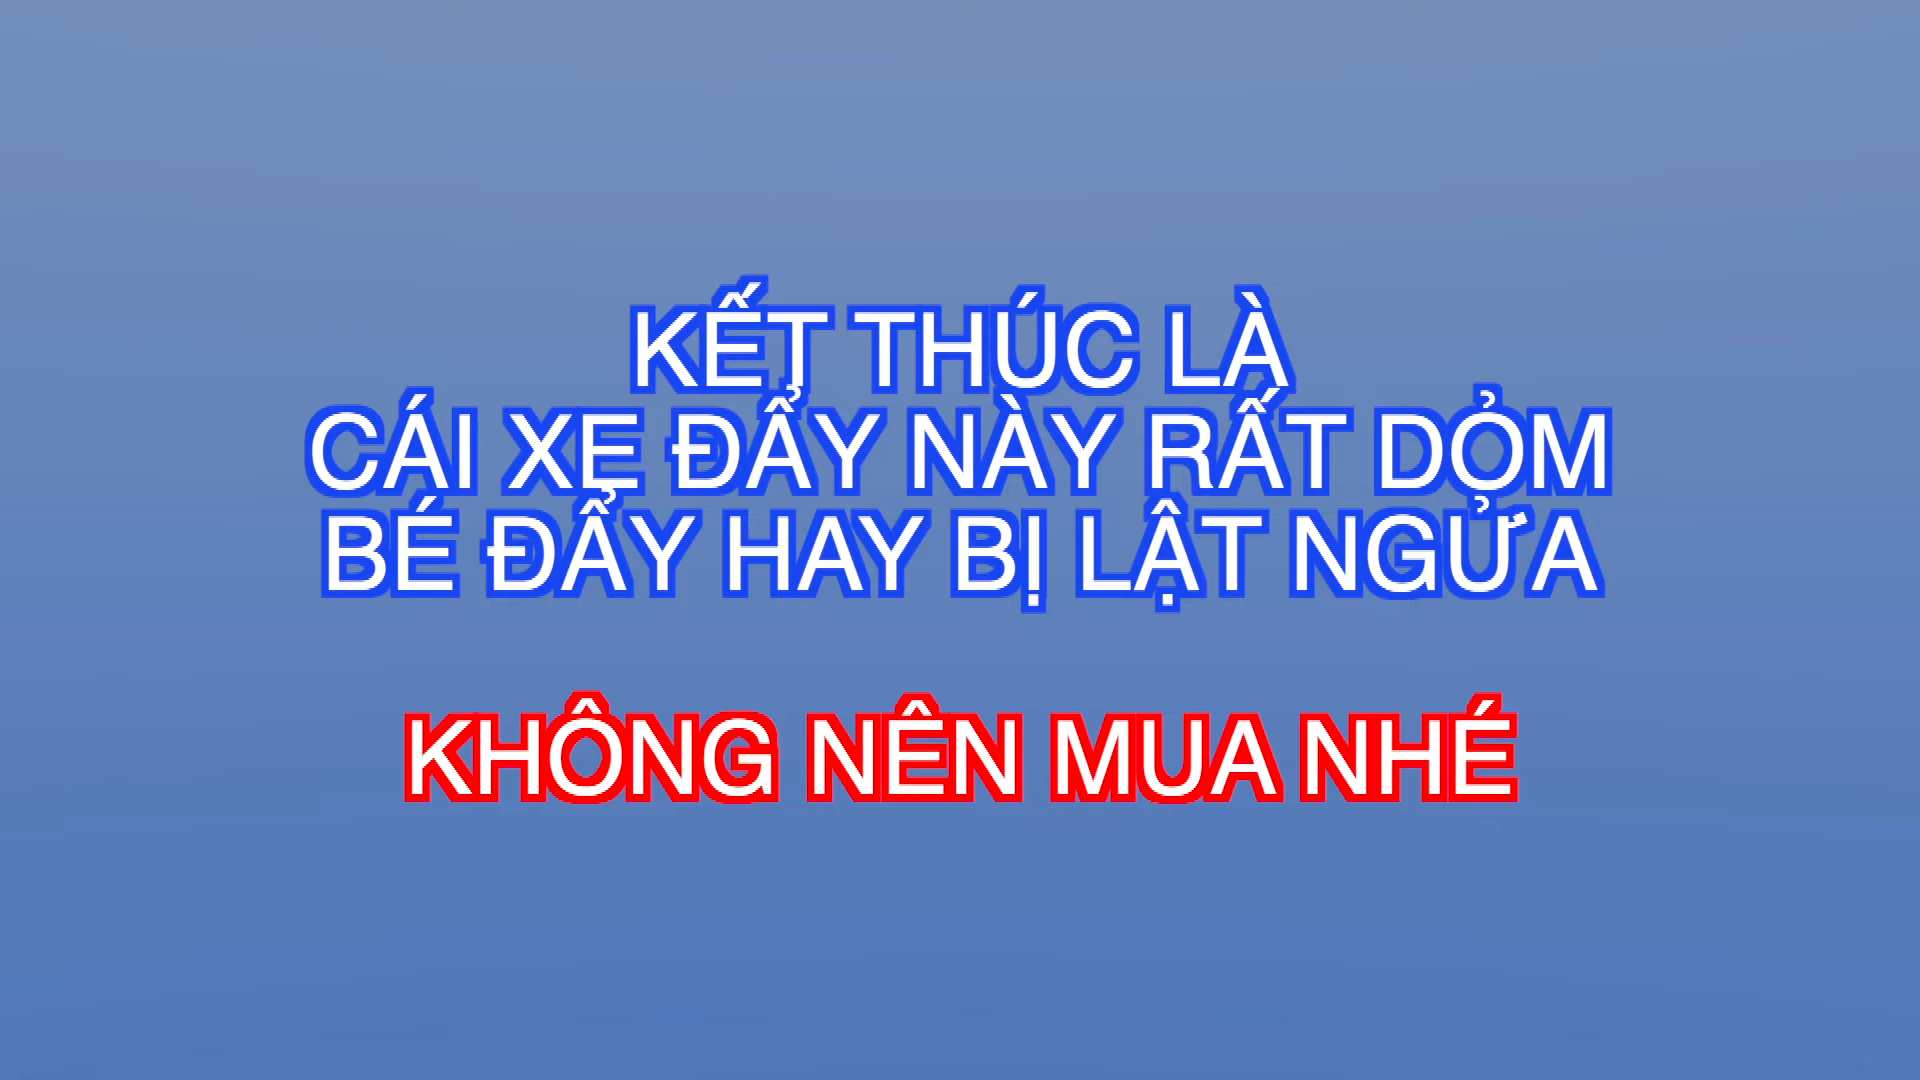 KẾT THÚC LÀ
CÁI XE ĐẨY NÀY RẤT DỎM
BÉ ĐẨY HAY BỊ LẬT NGỬA
KHÔNG NÊN MUA NHÉ